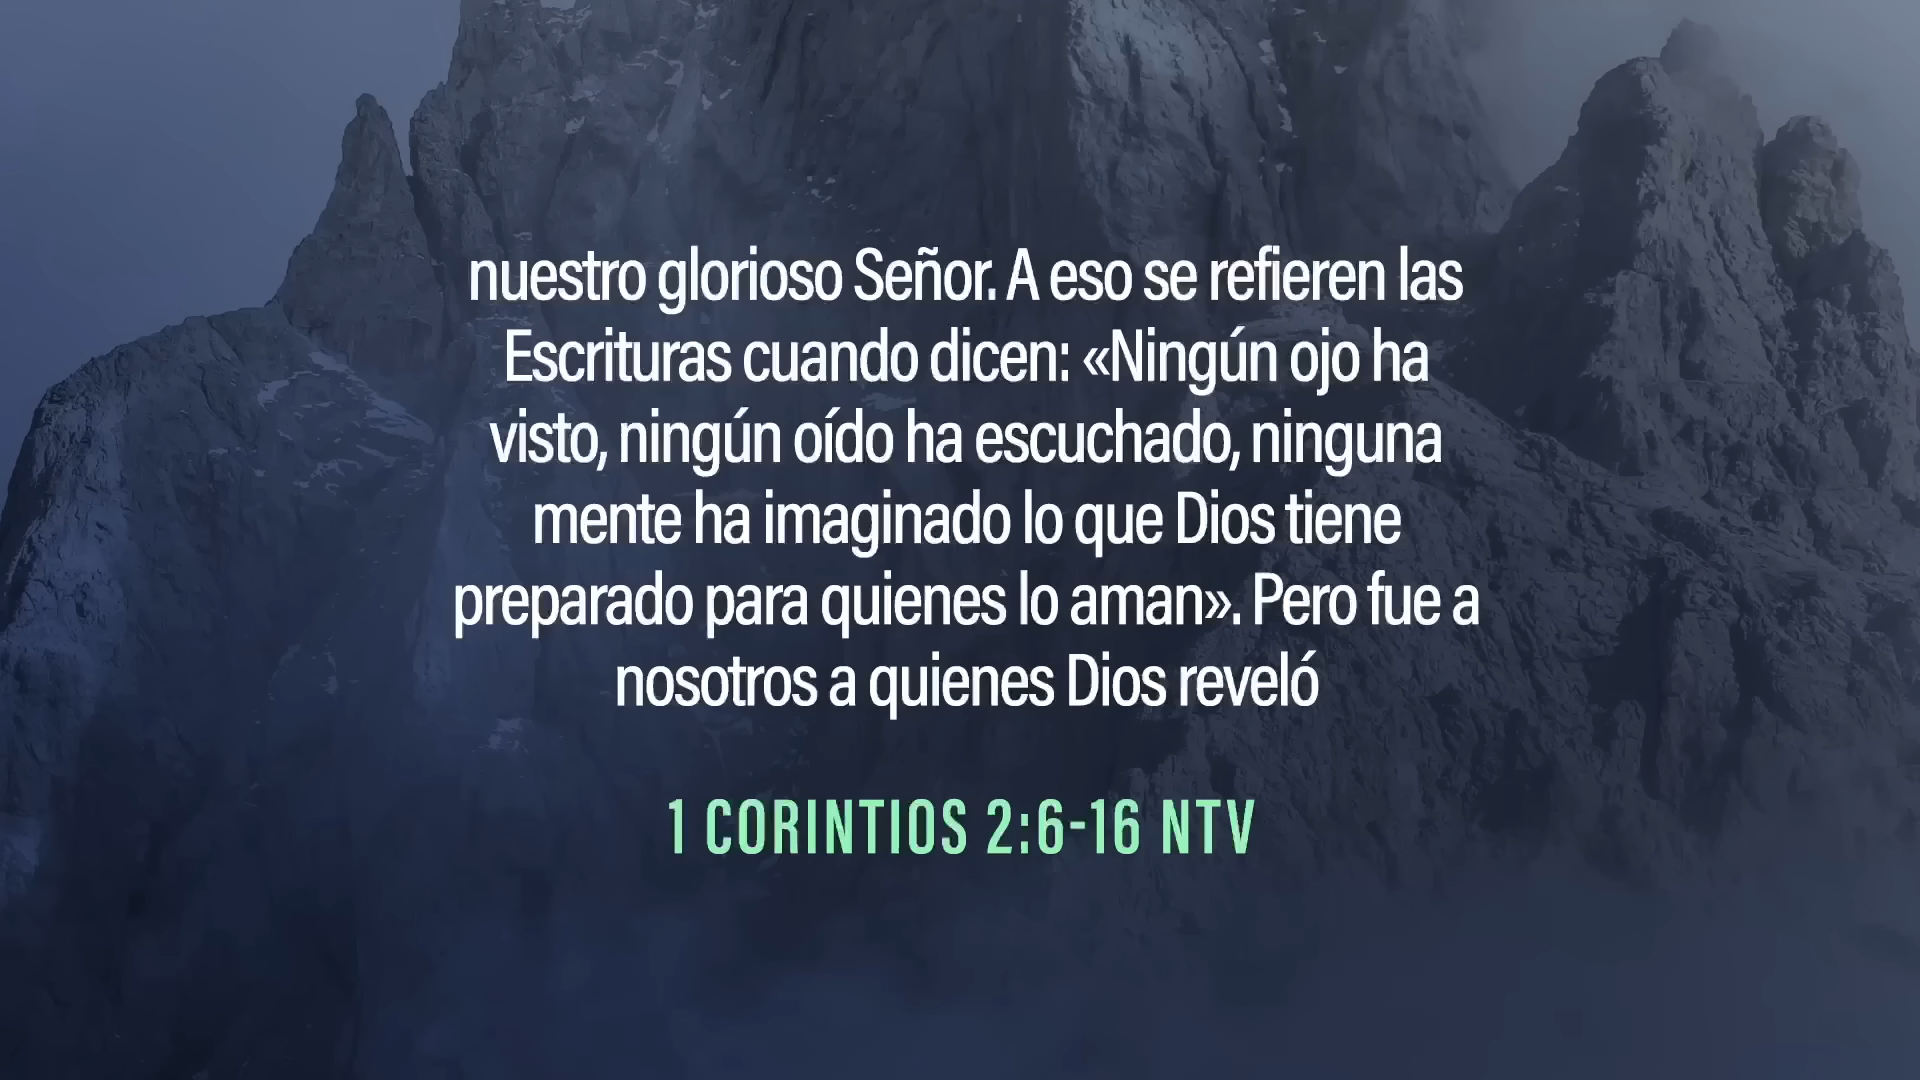 nuestro glorioso Señor. A eso se refieren las
Escrituras cuando dicen: «Ningún ojo ha
visto, ningún oído ha escuchado, ninguna
mente ha imaginado lo que Dios tiene
preparado para quienes lo aman». Pero fue a
nosotros a quienes Dios reveló
1 CORINTIOS 2:6-16 NTV